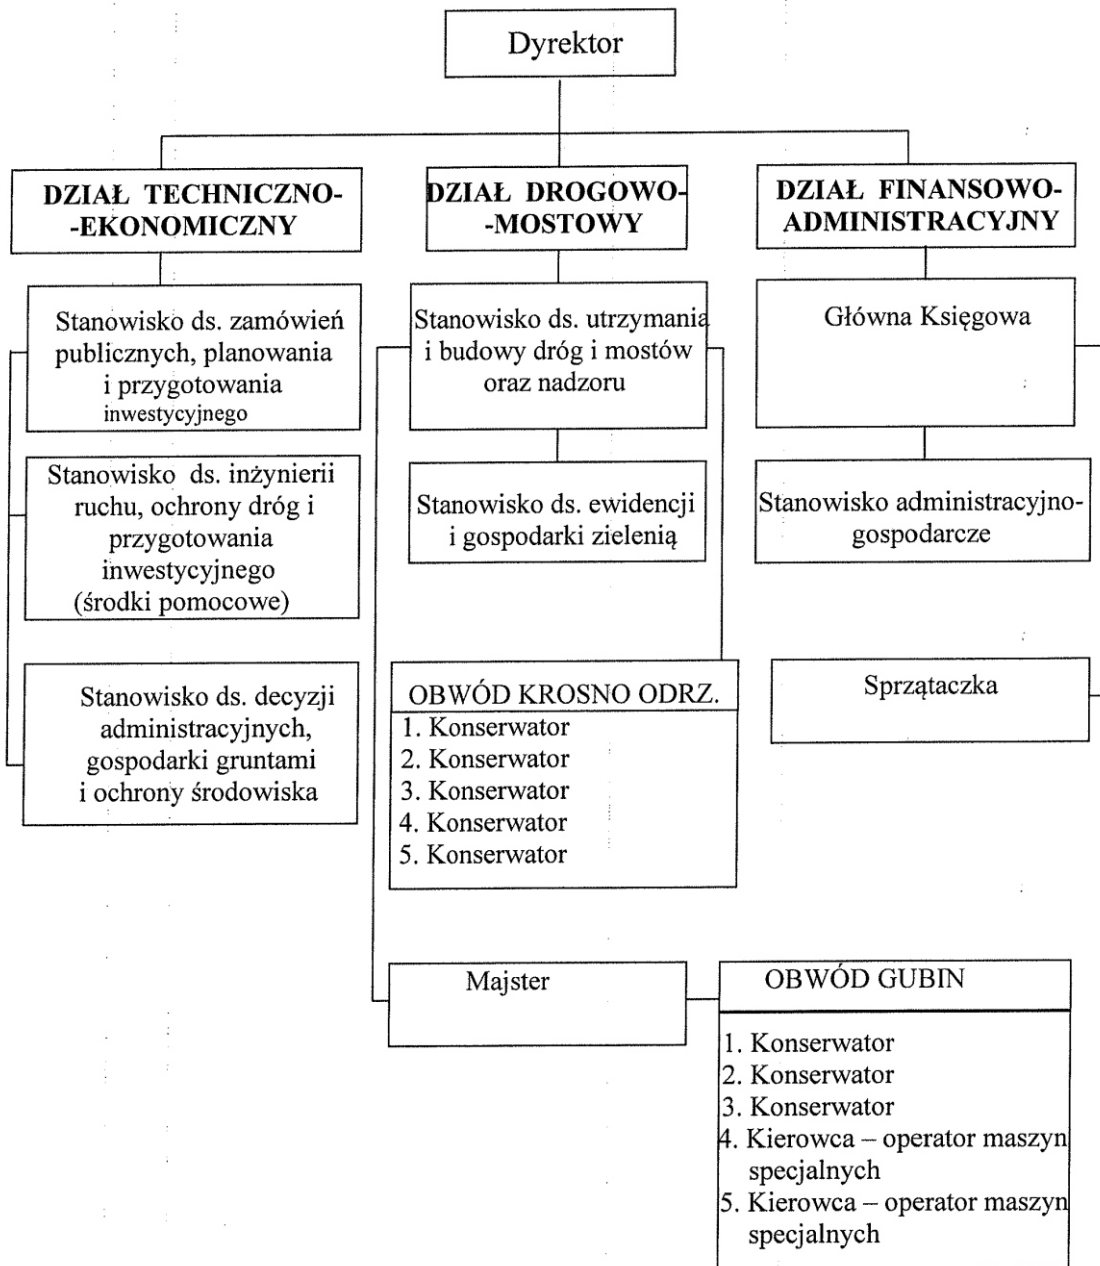 Dyrektor
DZIAŁ TECHNICZNO-
-EKONOMICZNY
Stanowisko ds. zamówień
publicznych, planowania
i przygotowania
inwestycyjnego
Stanowisko ds. inżynierii
ruchu, ochrony dróg i
przygotowania
inwestycyjnego
(środki pomocowe)
Stanowisko ds. decyzji
administracyjnych,
gospodarki gruntami
i ochrony środowiska
DZIAŁ DROGOWO-
-MOSTOWY
Stanowisko ds. utrzymania
i budowy dróg i mostów
oraz nadzoru
Stanowisko ds. ewidencji
i gospodarki zielenią
OBWÓD KROSNO ODRZ.
1. Konserwator
2. Konserwator
3. Konserwator
4. Konserwator
5. Konserwator
Majster
OBWÓD GUBIN
1. Konserwator
2. Konserwator
3. Konserwator
4. Kierowca – operator maszyn
specjalnych
5. Kierowca – operator maszyn
specjalnych
DZIAŁ FINANSOWO-
ADMINISTRACYJNY
Główna Księgowa
Stanowisko administracyjno-
gospodarcze
Sprzątaczka